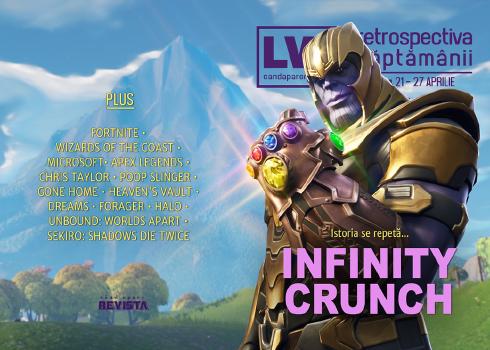 LV
retrospectiva
săptămânii
21 – 27 APRILIE
PLUS
FORTNITE •
WIZARDS OF THE COAST •
MICROSOFT• APEX LEGENDS •
CHRIS TAYLOR • POOP SLINGER •
GONE HOME • HEAVEN'S VAULT •
DREAMS • FORAGER • HALO •
UNBOUND: WORLDS APART •
SEKIRO: SHADOWS DIE TWICE
Istoria se repetă...
INFINITY
CRUNCH
REVISTA